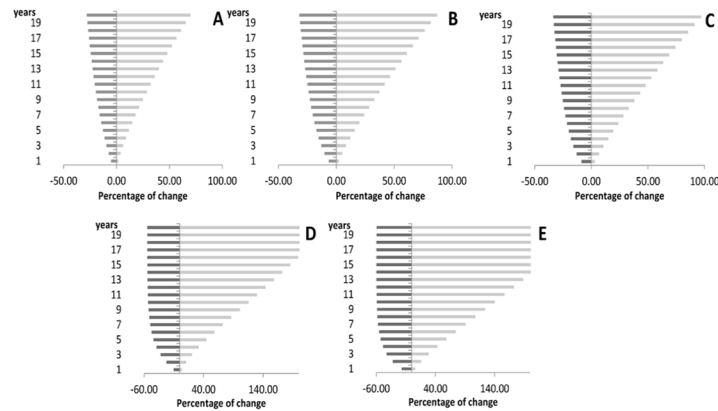 years
A
19
17
15
13
11
9
7
5
3
1
-50.00 0.00 50.00 100.00
Percentage of change
years
B
19
17
15
13
11
9
7
5
3
1
-50.00 0.00 50.00 100.00
Percentage of change
years
C
19
17
15
13
11
9
7
5
3
1
-50.00 0.00 50.00 100.00
Percentage of change
years
D
19
17
15
13
11
9
7
5
3
1
-60.00 40.00 140.00
Percentage of change
years
E
19
17
15
13
11
9
7
5
3
1
-60.00 40.00 140.00
Percentage of change